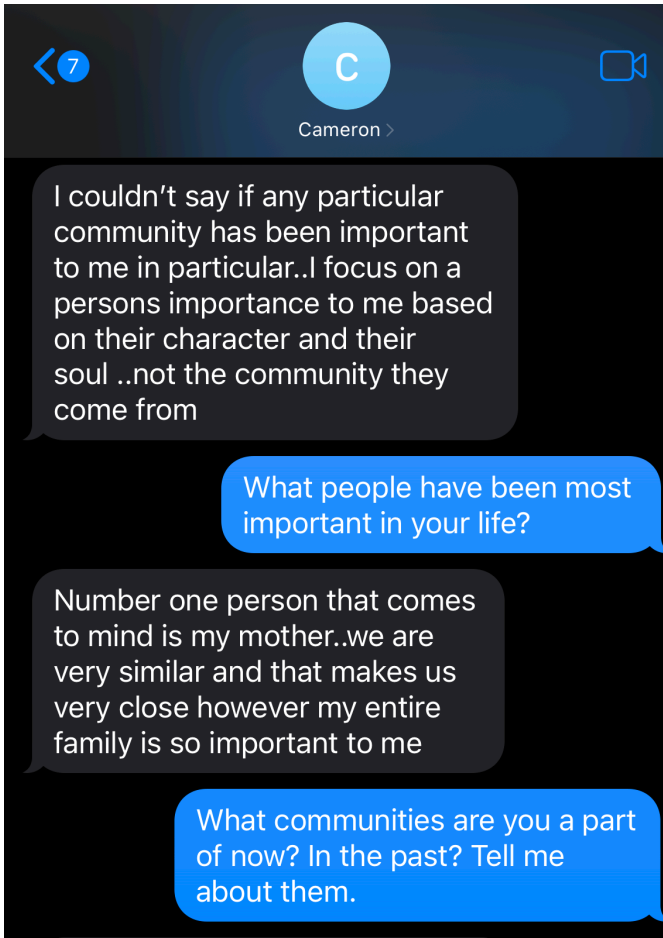 7
C
Cameron
I couldn't say if any particular
community has been important
to me in particular..I focus on a
persons importance to me based
on their character and their
soul ..not the community they
come from
What people have been most
important in your life?
Number one person that comes
to mind is my mother..we are
very similar and that makes us
very close however my entire
family is so important to me
What communities are you a part
of now? In the past? Tell me
about them.